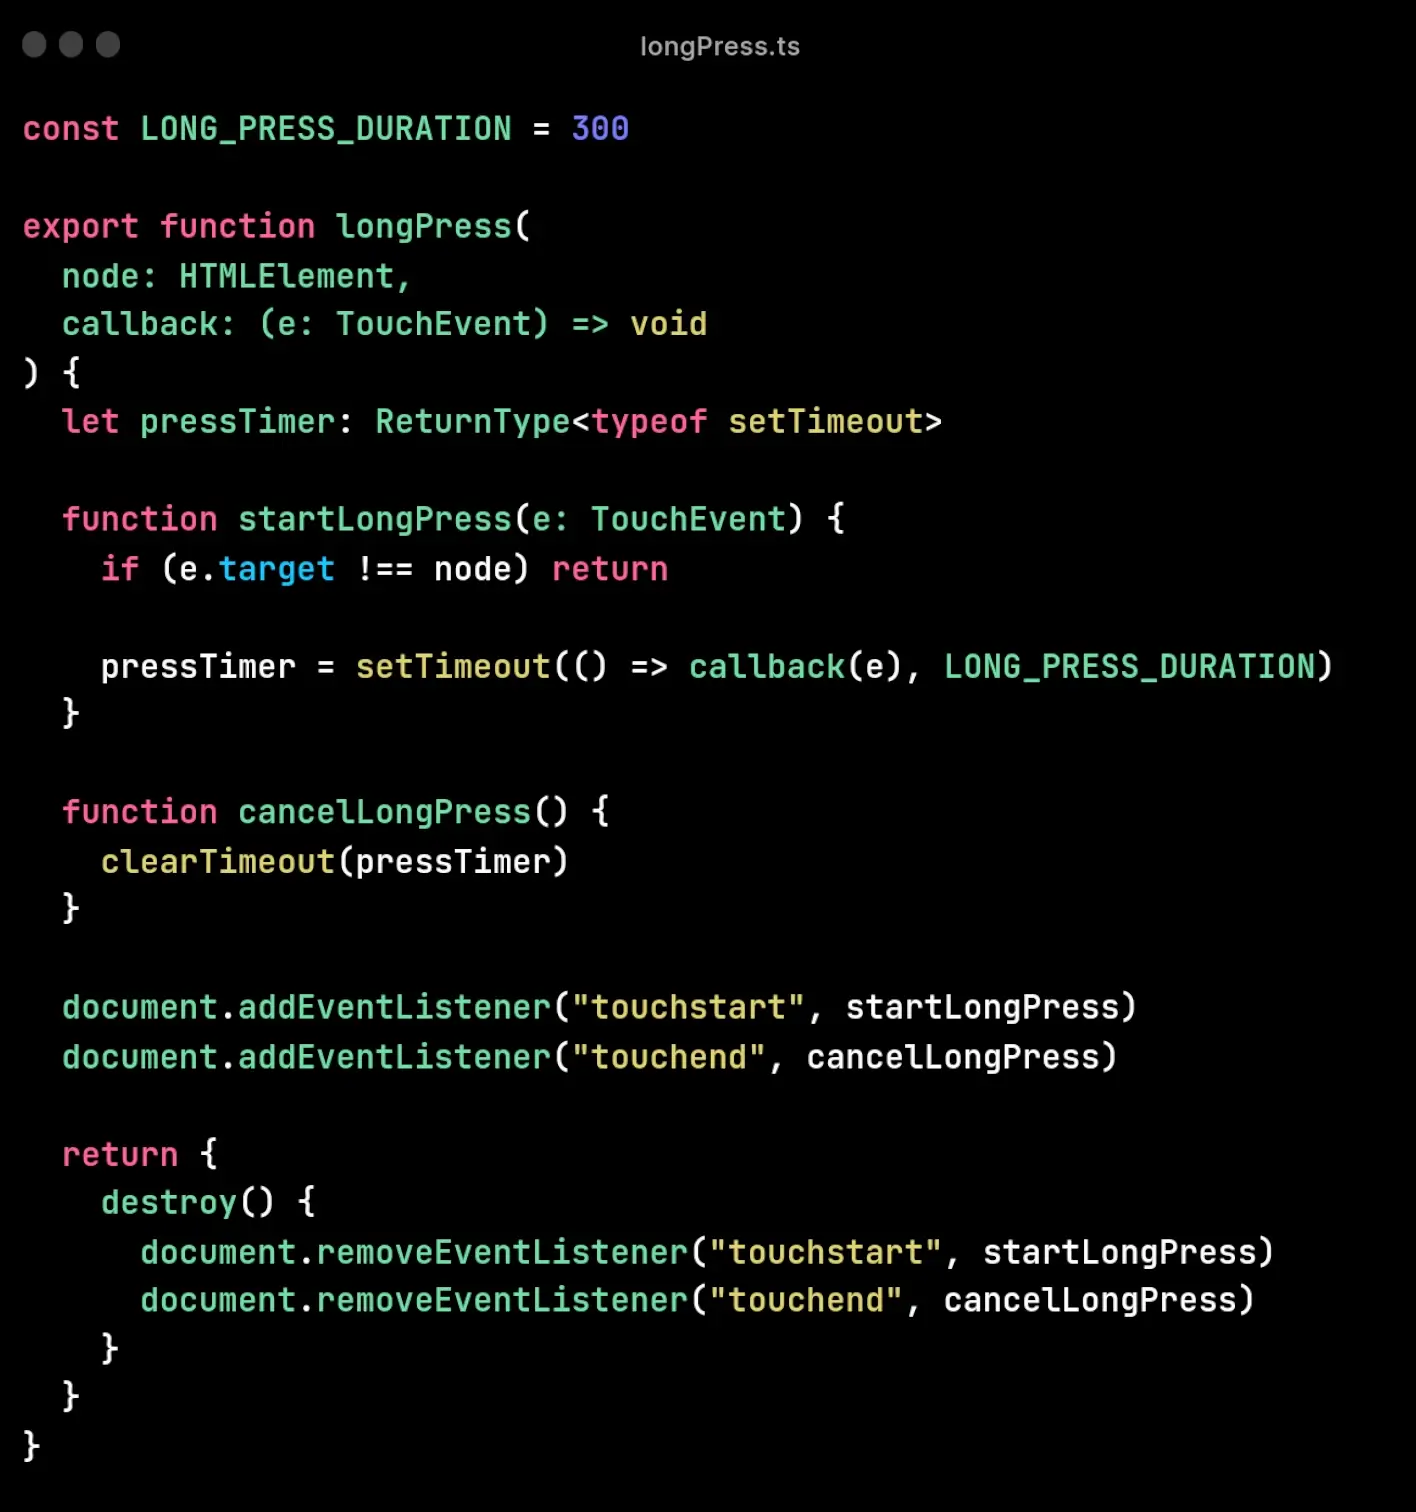 longPress.ts
const LONG_PRESS_DURATION = 300
export function longPress(
  node: HTMLElement,
  callback: (e: TouchEvent) => void
) {
  let pressTimer: ReturnType<typeof setTimeout>
  function startLongPress(e: TouchEvent) {
    if (e.target !== node) return
    pressTimer = setTimeout(() => callback(e), LONG_PRESS_DURATION)
  }
  function cancelLongPress() {
    clearTimeout(pressTimer)
  }
  document.addEventListener("touchstart", startLongPress)
  document.addEventListener("touchend", cancelLongPress)
  return {
    destroy() {
      document.removeEventListener("touchstart", startLongPress)
      document.removeEventListener("touchend", cancelLongPress)
    }
  }
}